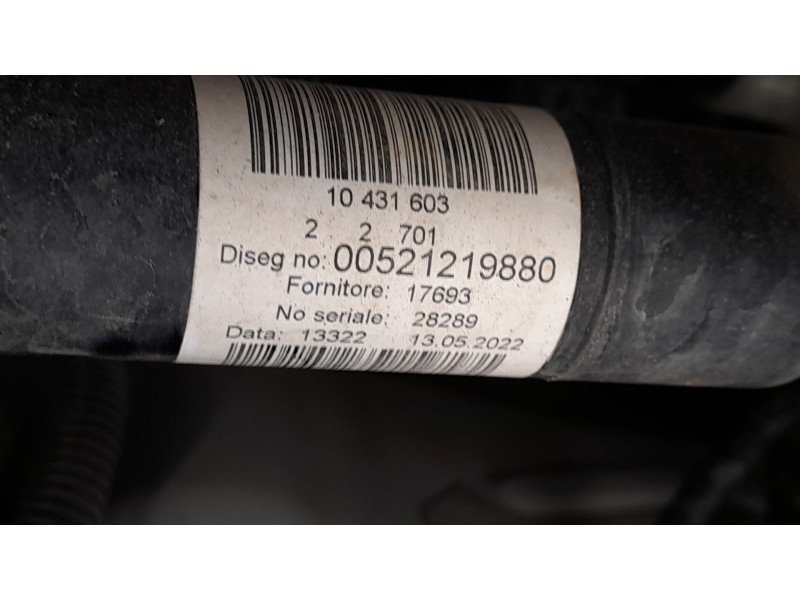 10 431 603
2 2 701
Diseg no: 00521219880
Fornitore: 17693
No seriale: 28289
Data: 13322 13.05.2022